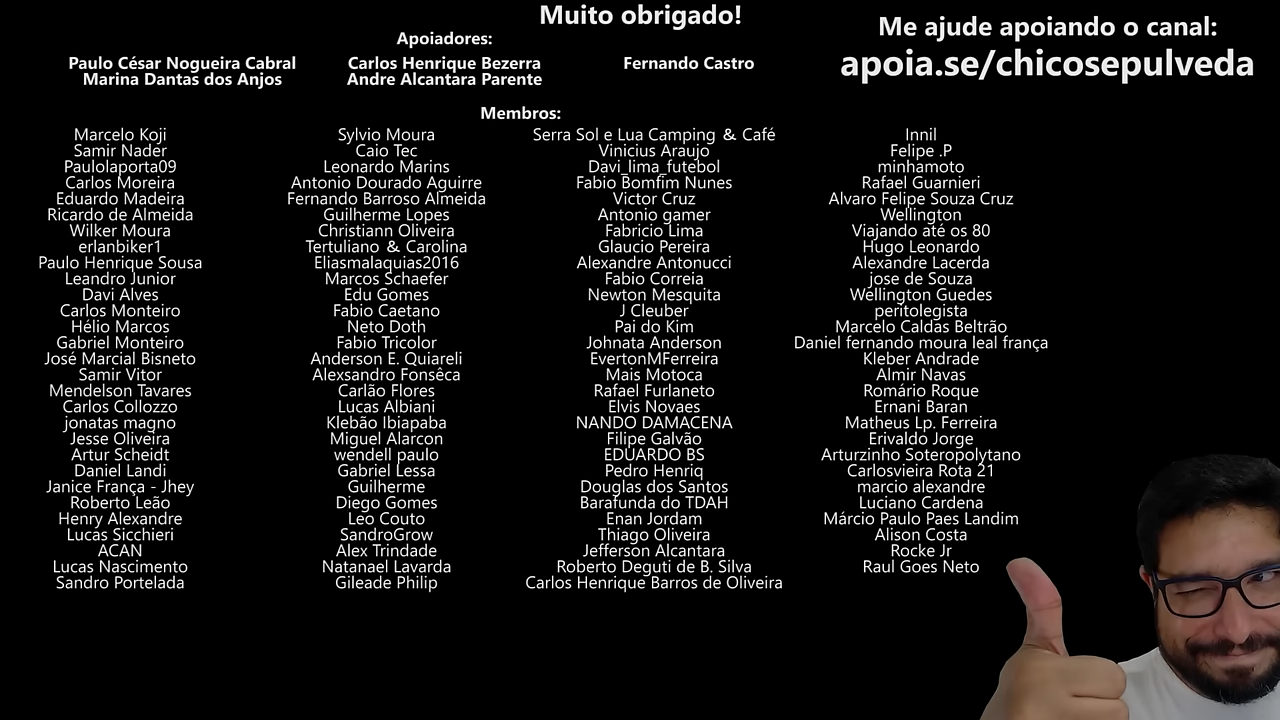 Muito obrigado!
Me ajude apoiando o canal:
apoia.se/chicosepulveda
Apoiadores:
Paulo César Nogueira Cabral
Marina Dantas dos Anjos
Carlos Henrique Bezerra
Andre Alcantara Parente
Fernando Castro
Membros:
Marcelo Koji
Samir Nader
Paulolaporta09
Carlos Moreira
Eduardo Madeira
Ricardo de Almeida
Wilker Moura
erlanbiker1
Paulo Henrique Sousa
Leandro Junior
Davi Alves
Carlos Monteiro
Hélio Marcos
Gabriel Monteiro
José Marcial Bisneto
Samir Vitor
Mendelson Tavares
Carlos Collozzo
jonatas magno
Jesse Oliveira
Artur Scheidt
Daniel Landi
Janice França - Jhey
Roberto Leão
Henry Alexandre
Lucas Sicchieri
ACAN
Lucas Nascimento
Sandro Portelada
Sylvio Moura
Caio Tec
Leonardo Marins
Antonio Dourado Aguirre
Fernando Barroso Almeida
Guilherme Lopes
Christiann Oliveira
Tertuliano & Carolina
Eliasmalaquias2016
Marcos Schaefer
Edu Gomes
Fabio Caetano
Neto Doth
Fabio Tricolor
Anderson E. Quiareli
Alexsandro Fonsêca
Carlão Flores
Lucas Albiani
Klebão Ibiapaba
Miguel Alarcon
wendell paulo
Gabriel Lessa
Guilherme
Diego Gomes
Leo Couto
SandroGrow
Alex Trindade
Natanael Lavarda
Gileade Philip
Serra Sol e Lua Camping & Café
Vinicius Araujo
Davi_lima_futebol
Fabio Bomfim Nunes
Victor Cruz
Antonio gamer
Fabricio Lima
Glaucio Pereira
Alexandre Antonucci
Fabio Correia
Newton Mesquita
J Cleuber
Pai do Kim
Johnata Anderson
EvertonMFerreira
Mais Motoca
Rafael Furlaneto
Elvis Novaes
NANDO DAMACENA
Filipe Galvão
EDUARDO BS
Pedro Henriq
Douglas dos Santos
Barafunda do TDAH
Enan Jordam
Thiago Oliveira
Jefferson Alcantara
Roberto Deguti de B. Silva
Carlos Henrique Barros de Oliveira
Innil
Felipe .P
minhamoto
Rafael Guarnieri
Alvaro Felipe Souza Cruz
Wellington
Viajando até os 80
Hugo Leonardo
Alexandre Lacerda
jose de Souza
Wellington Guedes
peritolegista
Marcelo Caldas Beltrão
Daniel fernando moura leal frança
Kleber Andrade
Almir Navas
Romário Roque
Ernani Baran
Matheus Lp. Ferreira
Erivaldo Jorge
Arturzinho Soteropolytano
Carlosvieira Rota 21
marcio alexandre
Luciano Cardena
Márcio Paulo Paes Landim
Alison Costa
Rocke Jr
Raul Goes Neto